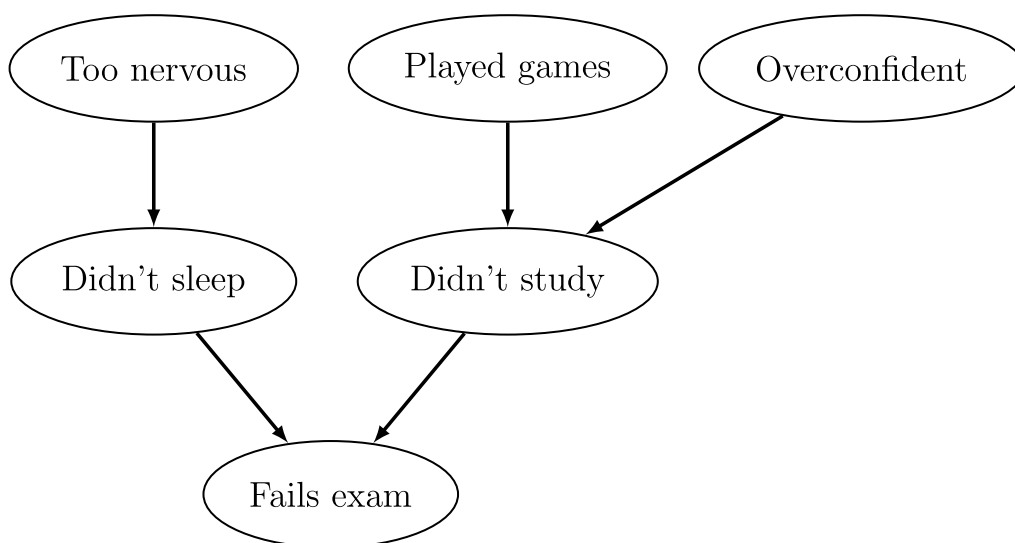 Too nervous
Played games
Overconfident
Didn't sleep
Didn't study
Fails exam